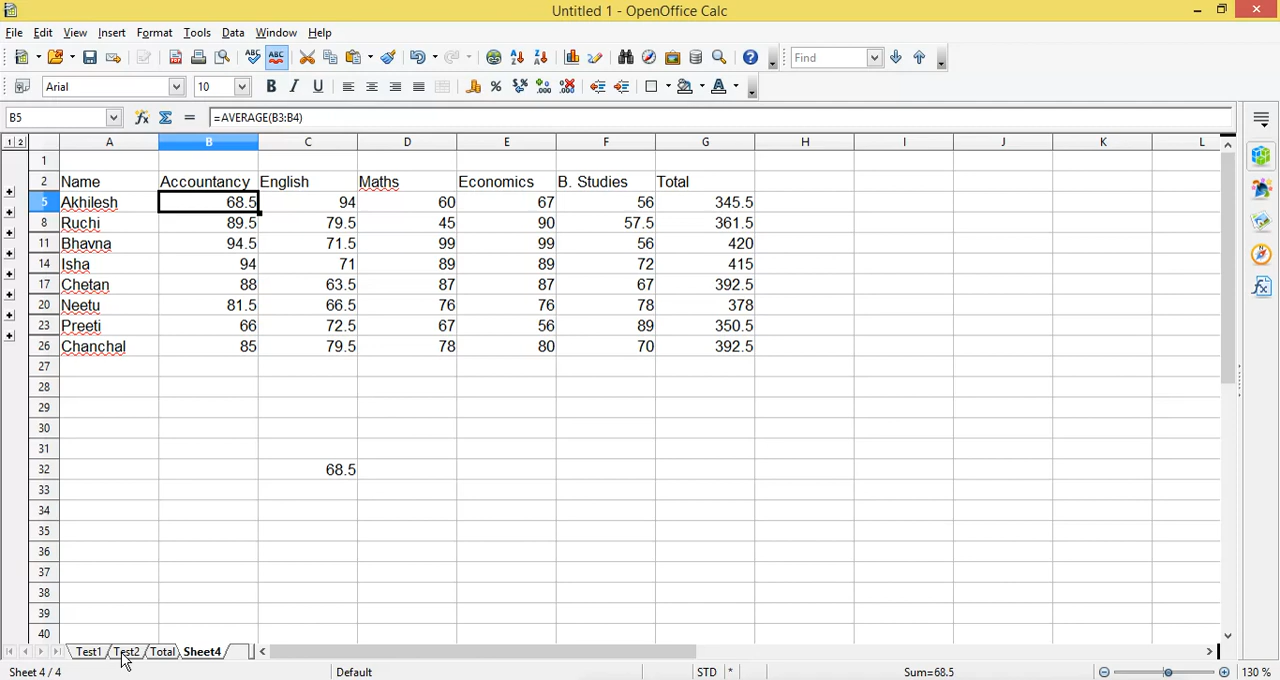 Untitled 1 - OpenOffice Calc
File Edit View Insert Format Tools Data Window Help
ABC ABC Find
Arial 10 B I U
B5 =AVERAGE(B3:B4)
1 2 A B C D E F G H I J K L
1
2 Name Accountancy English Maths Economics B. Studies Total
5 Akhilesh 68.5 94 60 67 56 345.5
8 Ruchi 89.5 79.5 45 90 57.5 361.5
11 Bhavna 94.5 71.5 99 99 56 420
14 Isha 94 71 89 89 72 415
17 Chetan 88 63.5 87 87 67 392.5
20 Neetu 81.5 66.5 76 76 78 378
23 Preeti 66 72.5 67 56 89 350.5
26 Chanchal 85 79.5 78 80 70 392.5
27
28
29
30
31
32 68.5
33
34
35
36
37
38
39
40
Test1 Test2 Total Sheet4
Sheet 4 / 4 Default STD * Sum=68.5 130 %